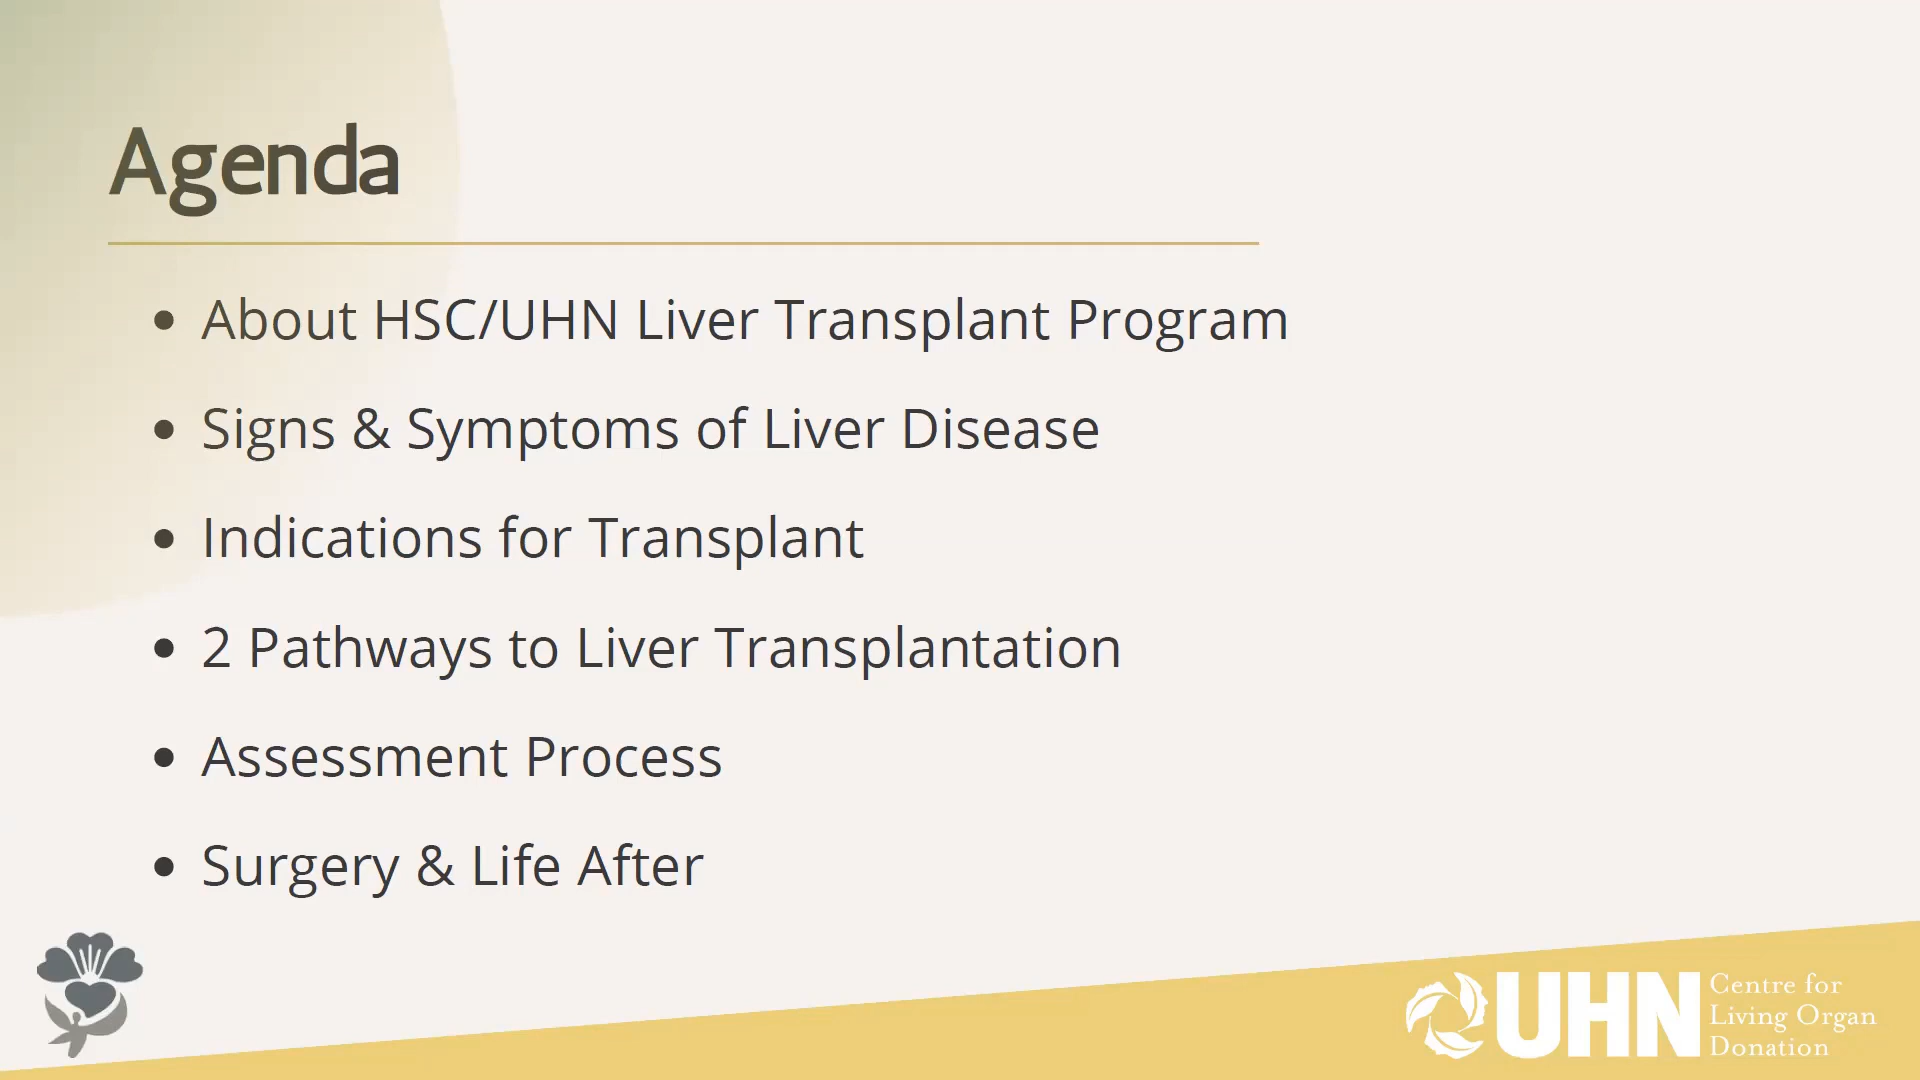 Agenda
• About HSC/UHN Liver Transplant Program
• Signs & Symptoms of Liver Disease
• Indications for Transplant
• 2 Pathways to Liver Transplantation
• Assessment Process
• Surgery & Life After
UHN
Centre for
Living Organ
Donation